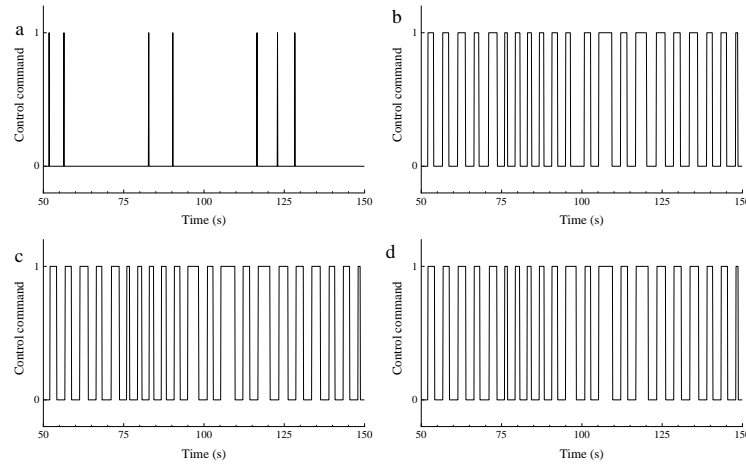 a
1
Control command
0
50 75 100 125 150
Time (s)
b
1
Control command
0
50 75 100 125 150
Time (s)
c
1
Control command
0
50 75 100 125 150
Time (s)
d
1
Control command
0
50 75 100 125 150
Time (s)